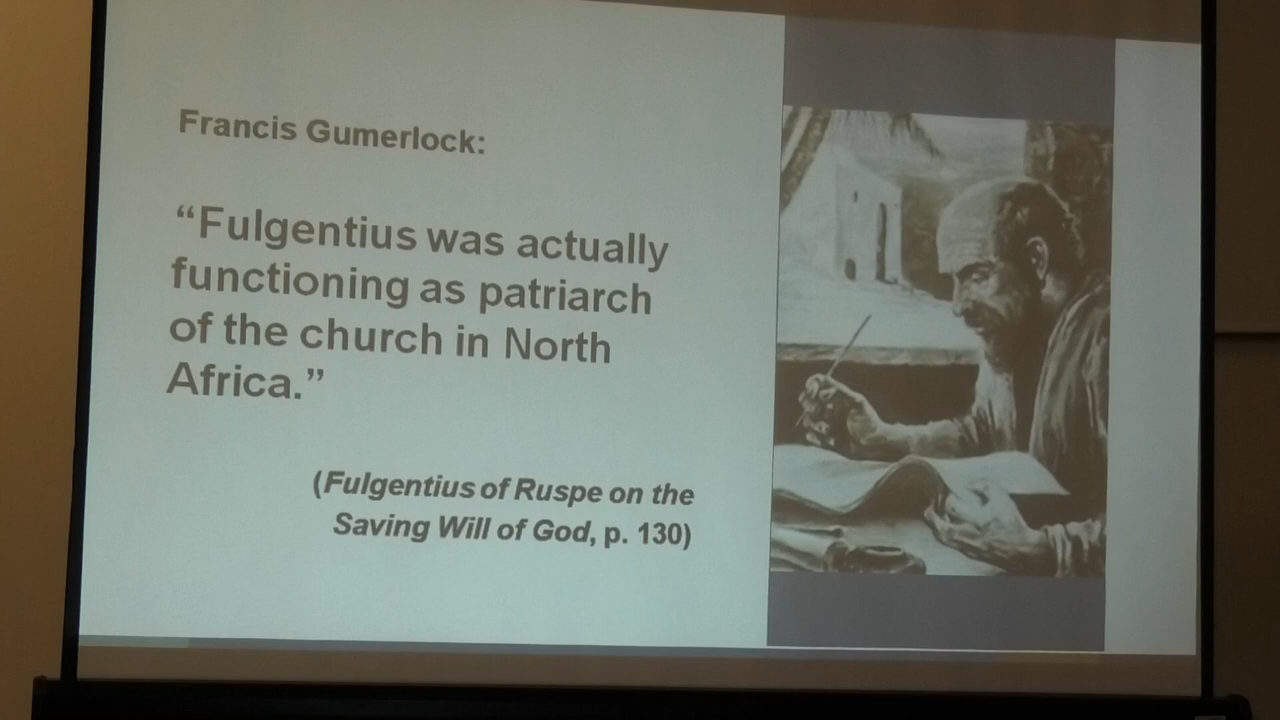 Francis Gumerlock:
“Fulgentius was actually
functioning as patriarch
of the church in North
Africa.”
(Fulgentius of Ruspe on the
Saving Will of God, p. 130)